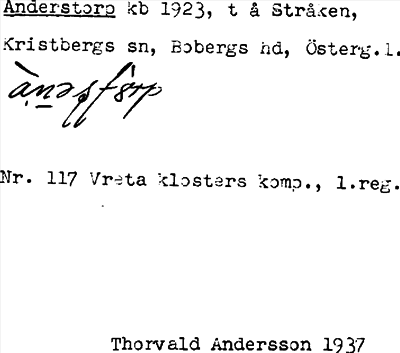 Anderstorp kb 1923, t å Stråken,
Kristbergs sn, Bobergs hd, Österg.l.
Nr. 117 Vreta klosters komp., 1.reg.
Thorvald Andersson 1937